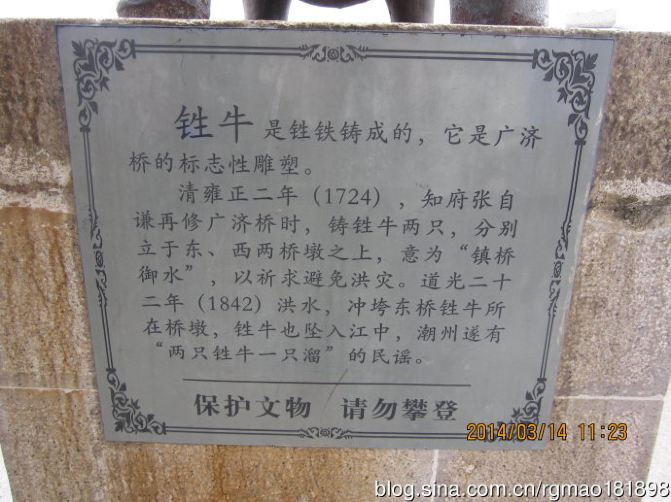 鉎牛是鉎铁铸成的，它是广济
桥的标志性雕塑。
清雍正二年（1724），知府张自
谦再修广济桥时，铸鉎牛两只，分别
立于东、西两桥墩之上，意为“镇桥
御水”，以祈求避免洪灾。道光二十
二年（1842）洪水，冲垮东桥鉎牛所
在桥墩，鉎牛也坠入江中，潮州遂有
“两只鉎牛一只溜”的民谣。
保护文物 请勿攀登
2014/03/14 11:23
blog.sina.com.cn/rgmao181898